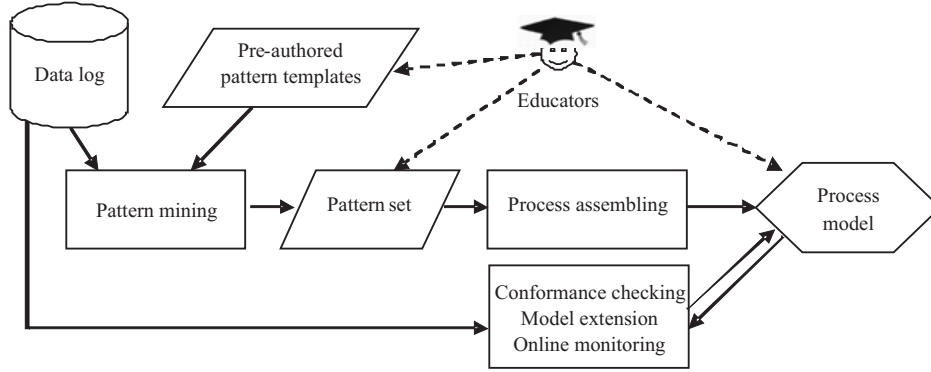 Data log
Pre-authored
pattern templates
Educators
Pattern mining
Pattern set
Process assembling
Process
model
Conformance checking
Model extension
Online monitoring